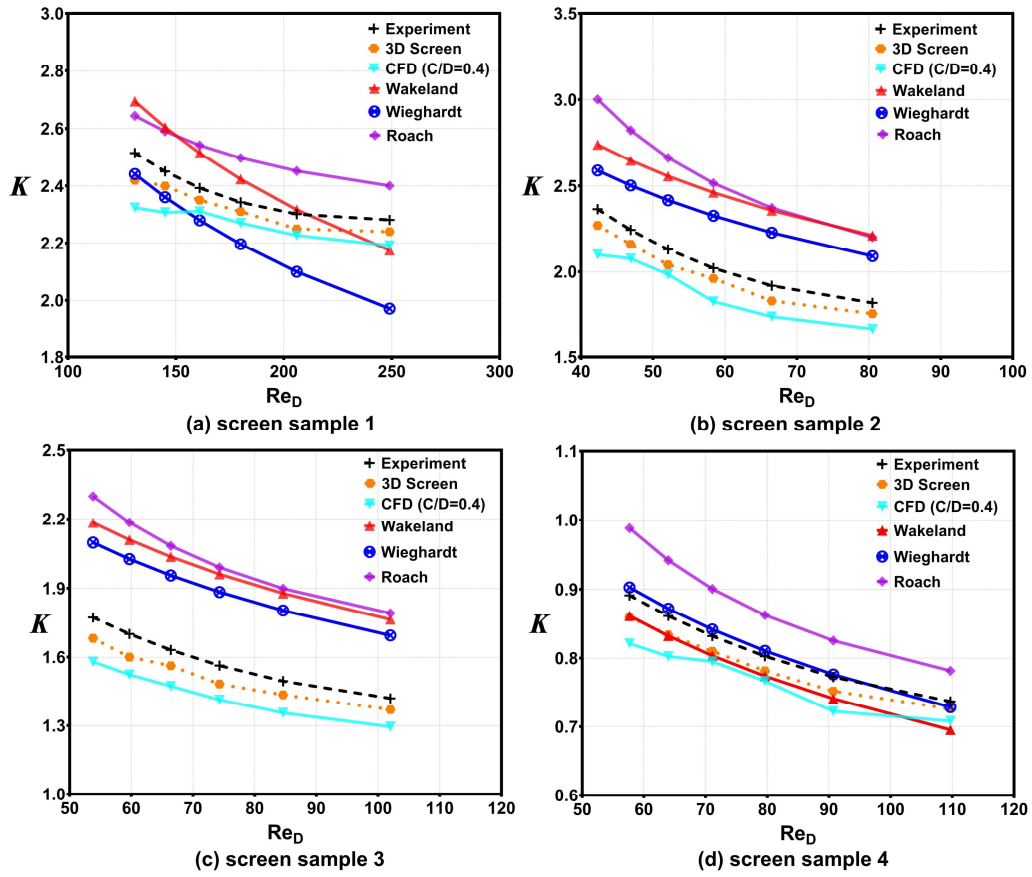 3.0
2.8
2.6
2.4
2.2
2.0
1.8
K
100
150
200
250
300
Re_D
Experiment
3D Screen
CFD (C/D=0.4)
Wakeland
Wieghardt
Roach
(a) screen sample 1
3.5
3.0
2.5
2.0
1.5
K
40
50
60
70
80
90
100
Re_D
Experiment
3D Screen
CFD (C/D=0.4)
Wakeland
Wieghardt
Roach
(b) screen sample 2
2.5
2.2
1.9
1.6
1.3
1.0
K
50
60
70
80
90
100
110
120
Re_D
Experiment
3D Screen
CFD (C/D=0.4)
Wakeland
Wieghardt
Roach
(c) screen sample 3
1.1
1.0
0.9
0.8
0.7
0.6
K
50
60
70
80
90
100
110
120
Re_D
Experiment
3D Screen
CFD (C/D=0.4)
Wakeland
Wieghardt
Roach
(d) screen sample 4